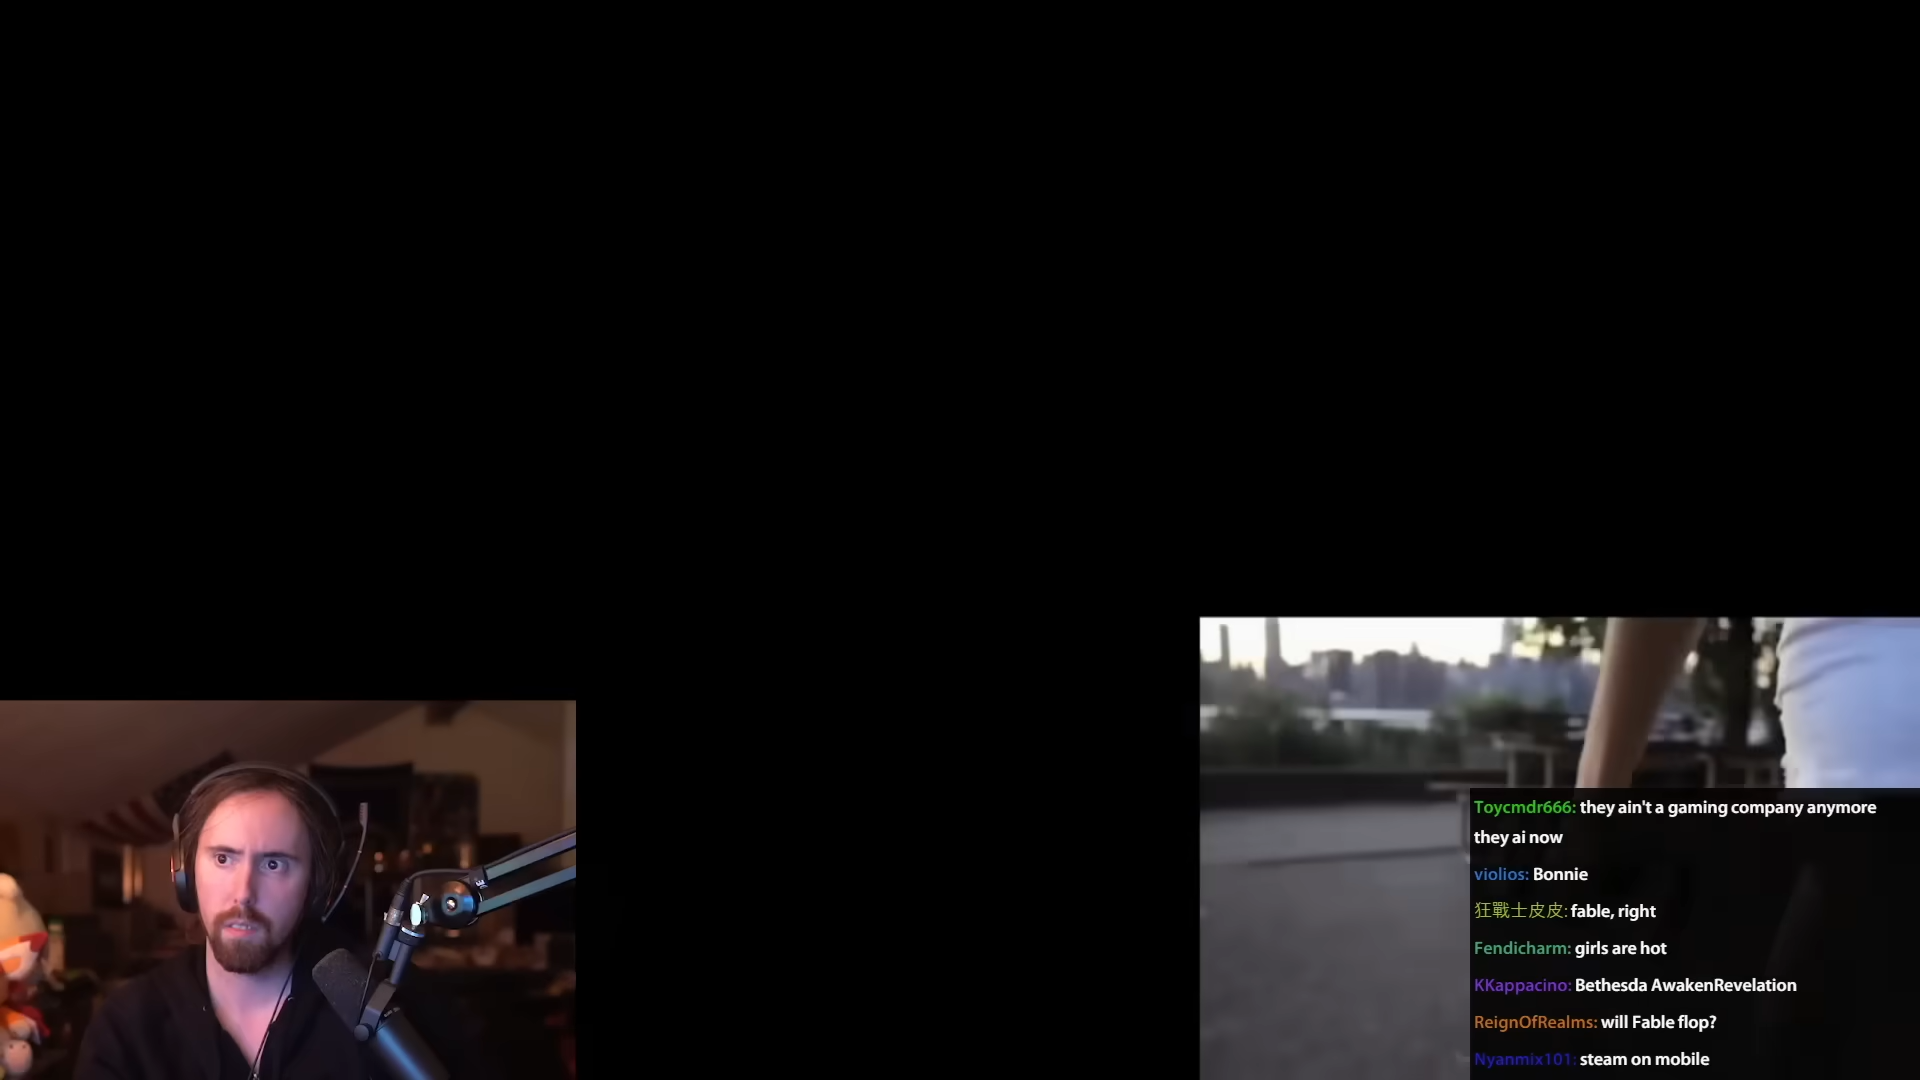 Toycmdr666: they ain't a gaming company anymore
they ai now
violios: Bonnie
狂戰士皮皮: fable, right
Fendicharm: girls are hot
KKappacino: Bethesda AwakenRevelation
ReignOfRealms: will Fable flop?
Nyanmix101: steam on mobile